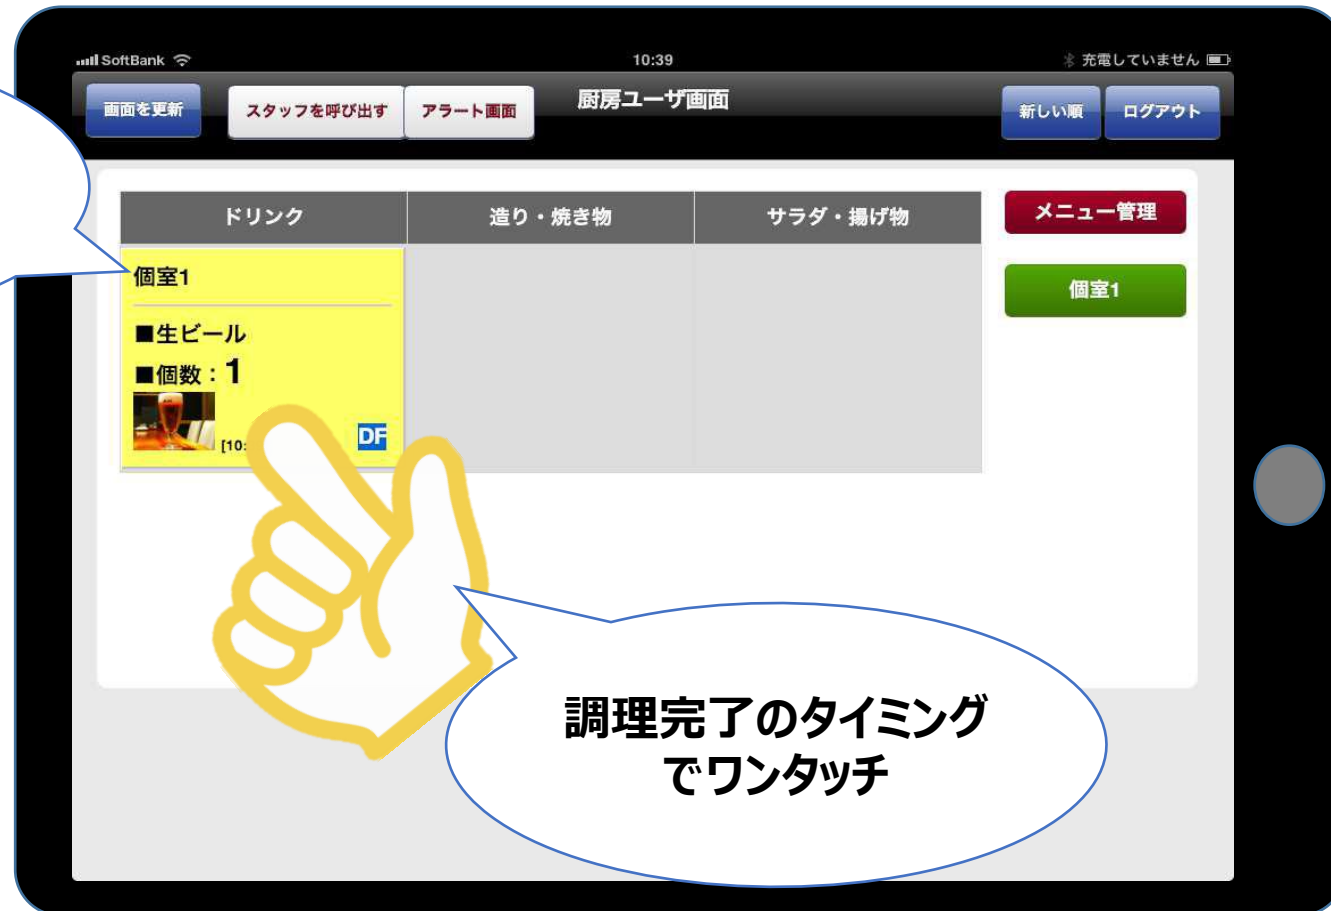 SoftBank
10:39
充電していません
画面を更新
スタッフを呼び出す
アラート画面
厨房ユーザ画面
新しい順
ログアウト
ドリンク
造り・焼き物
サラダ・揚げ物
メニュー管理
個室1
個室1
■生ビール
■個数：1
[10:
DF
調理完了のタイミング
でワンタッチ